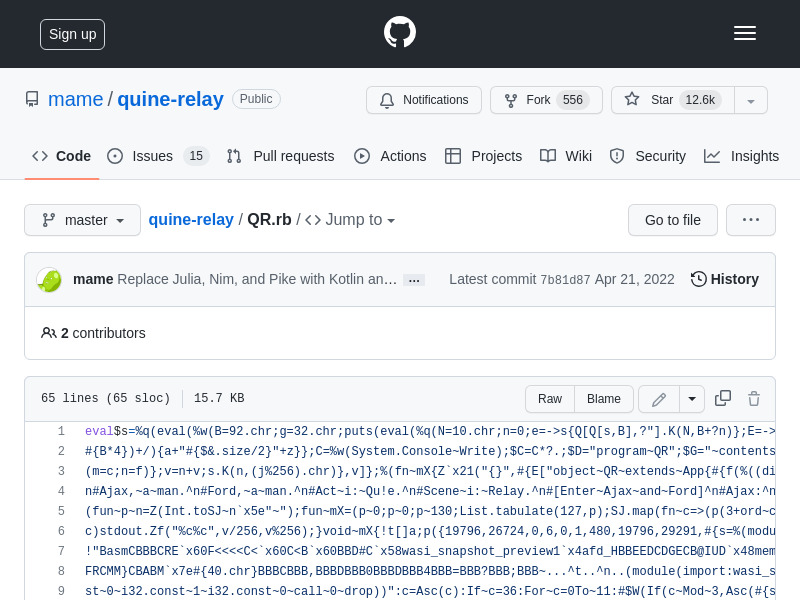 Sign up
mame / quine-relay Public
Notifications
Fork 556
Star 12.6k
Code
Issues 15
Pull requests
Actions
Projects
Wiki
Security
Insights
master
quine-relay / QR.rb / Jump to
Go to file
mame Replace Julia, Nim, and Pike with Kotlin an… …
Latest commit 7b81d87 Apr 21, 2022
History
2 contributors
65 lines (65 sloc) 15.7 KB
Raw Blame
1 eval$s=%q(eval(%w(B=92.chr;g=32.chr;puts(eval(%q(N=10.chr;n=0;e=->s{Q[Q[s,B],?"].K(N,B+?n)};E=->
2 #{B*4})+/){a+"#{$&.size/2}"+z}};C=%w(System.Console~Write);$C=C*?.;$D="program~QR";$G="~contents
3 (m=c;n=f)};v=n+v;s.K(n,(j%256).chr)},v]};%(fn~mX{Z`x21("{}",#{E["object~QR~extends~App{#{f(%((di
4 n#Ajax,~a~man.^n#Ford,~a~man.^n#Act~i:~Qu!e.^n#Scene~i:~Relay.^n#[Enter~Ajax~and~Ford]^n#Ajax:^n
5 (fun~p~n=Z(Int.toSJ~n`x5e"~");fun~mX=(p~0;p~0;p~130;List.tabulate(127,p);SJ.map(fn~c=>(p(3+ord~c
6 c)stdout.Zf("%c%c",v/256,v%256);}void~mX{!t[]a;p({19796,26724,0,6,0,1,480,19796,29291,#{s=%(modu
7 !"BasmCBBBCRE`x60F<<<<C<`x60C<B`x60BBD#C`x58wasi_snapshot_preview1`x4afd_HBBEEDCDGECB@IUD`x48mem
8 FRCMM}CBABM`x7e#{40.chr}BBBCBBB,BBBDBBB0BBBDBBB4BBB=BBB?BBB;BBB~...^t..^n..(module(import:wasi_s
9 st~0~i32.const~1~i32.const~0~call~0~drop))":c=Asc(c):If~c=36:For~c=0To~11:#$W(If(c~Mod~3,Asc(#{s